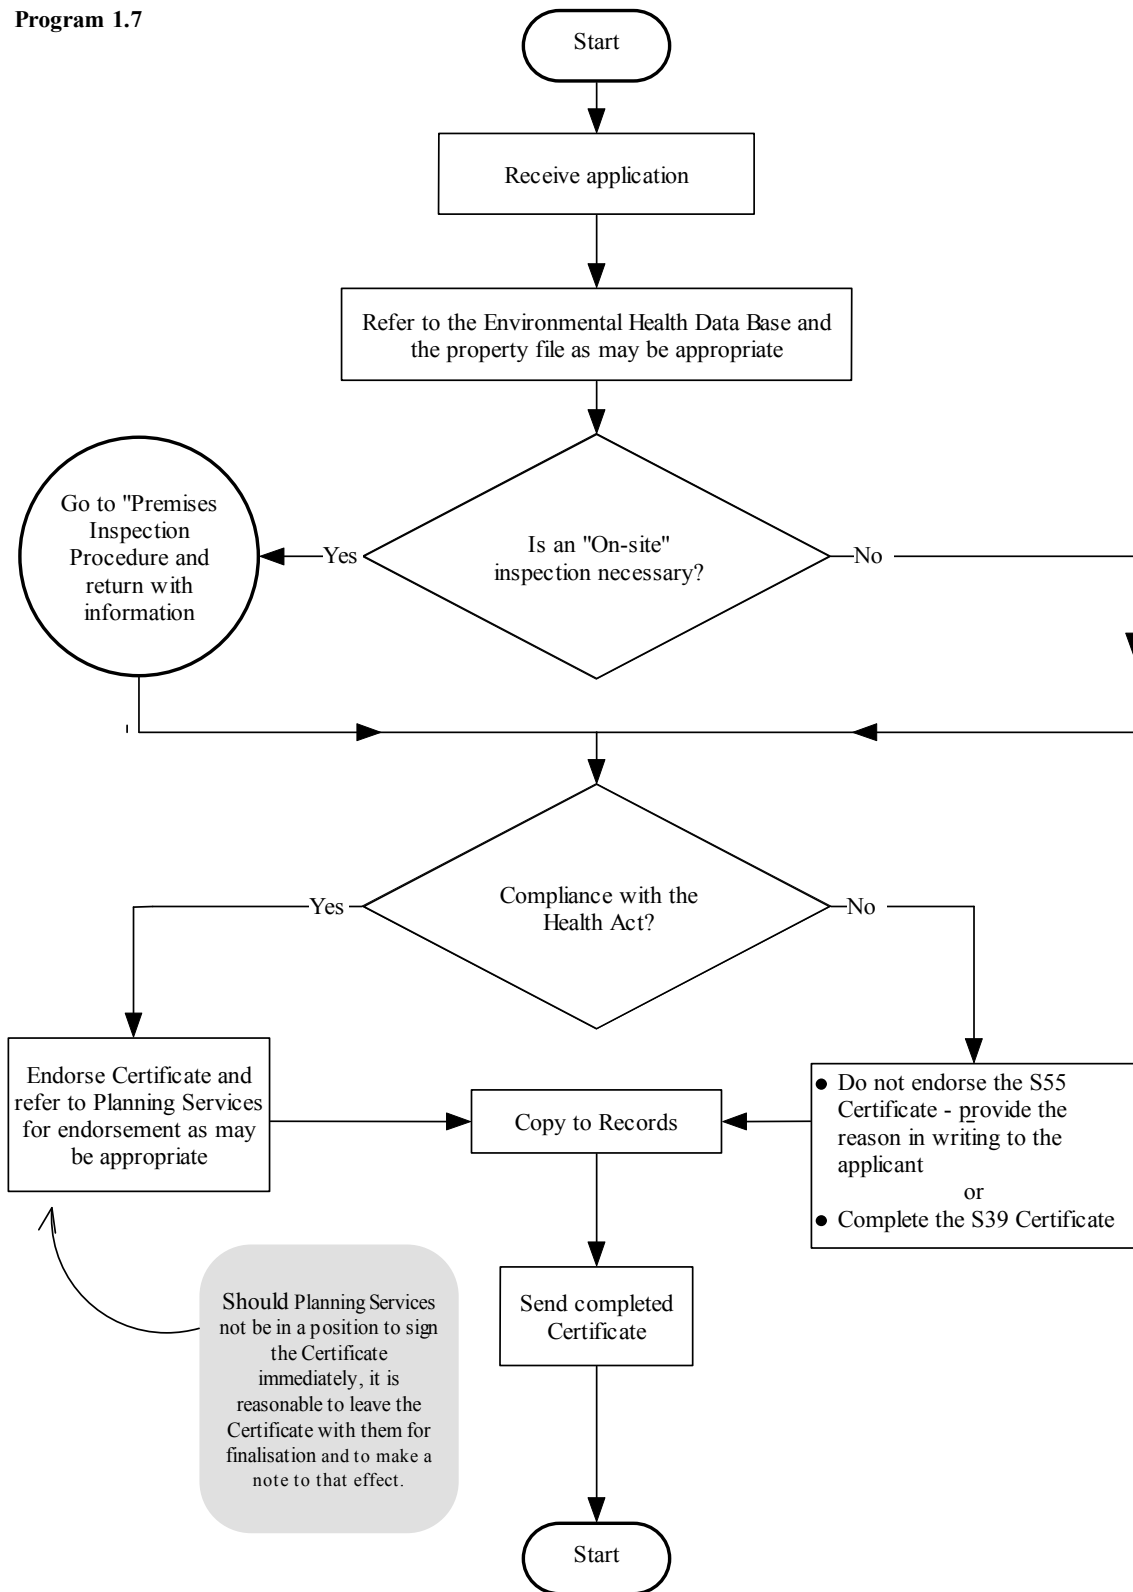 Program 1.7
Start
Receive application
Refer to the Environmental Health Data Base and
the property file as may be appropriate
Go to "Premises
Inspection
Procedure and
return with
information
Yes
Is an "On-site"
inspection necessary?
No
Yes
Compliance with the
Health Act?
No
Endorse Certificate and
refer to Planning Services
for endorsement as may
be appropriate
Copy to Records
● Do not endorse the S55
Certificate - provide the
reason in writing to the
applicant
or
● Complete the S39 Certificate
Should Planning Services
not be in a position to sign
the Certificate
immediately, it is
reasonable to leave the
Certificate with them for
finalisation and to make a
note to that effect.
Send completed
Certificate
Start